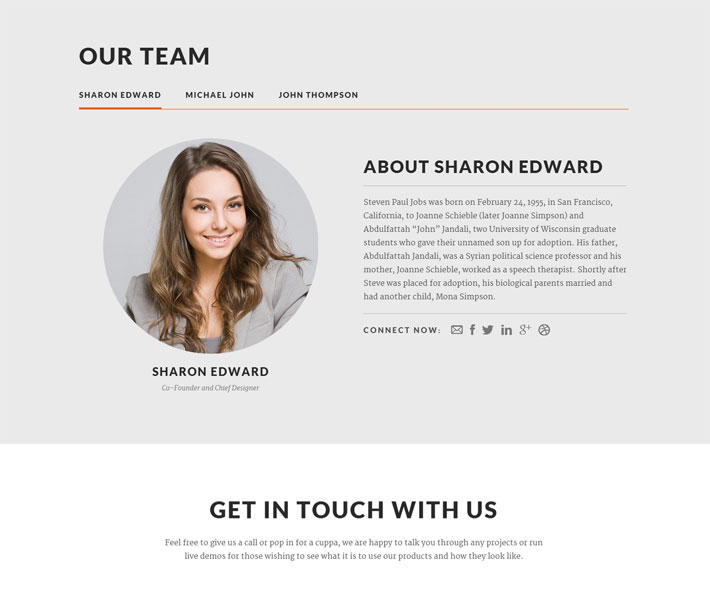 OUR TEAM
SHARON EDWARD MICHAEL JOHN JOHN THOMPSON
SHARON EDWARD
Co-Founder and Chief Designer
ABOUT SHARON EDWARD
Steven Paul Jobs was born on February 24, 1955, in San Francisco,
California, to Joanne Schieble (later Joanne Simpson) and
Abdulfattah “John” Jandali, two University of Wisconsin graduate
students who gave their unnamed son up for adoption. His father,
Abdulfattah Jandali, was a Syrian political science professor and his
mother, Joanne Schieble, worked as a speech therapist. Shortly after
Steve was placed for adoption, his biological parents married and
had another child, Mona Simpson.
CONNECT NOW:
GET IN TOUCH WITH US
Feel free to give us a call or pop in for a cuppa, we are happy to talk you through any projects or run
live demos for those wishing to see what it is to use our products and how they look like.